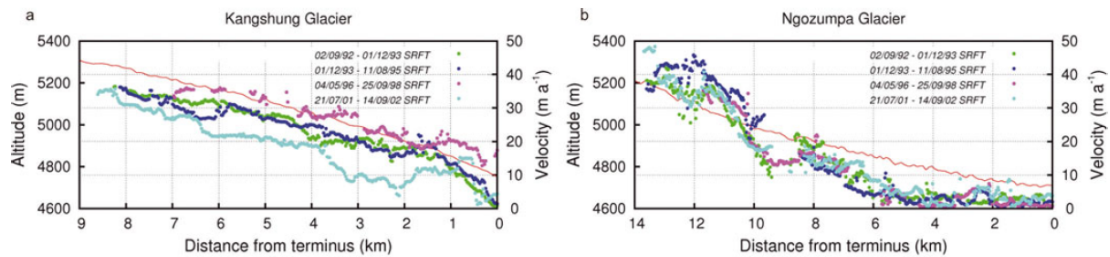 a
Kangshung Glacier
5400
5200
5000
4800
4600
Altitude (m)
02/09/92 - 01/12/93 SRFT
01/12/93 - 11/08/95 SRFT
04/05/96 - 25/09/98 SRFT
21/07/01 - 14/09/02 SRFT
50
40
30
20
10
0
Velocity (m a⁻¹)
9 8 7 6 5 4 3 2 1 0
Distance from terminus (km)
b
Ngozumpa Glacier
5400
5200
5000
4800
4600
Altitude (m)
02/09/92 - 01/12/93 SRFT
01/12/93 - 11/08/95 SRFT
04/05/96 - 25/09/98 SRFT
21/07/01 - 14/09/02 SRFT
50
40
30
20
10
0
Velocity (m a⁻¹)
14 12 10 8 6 4 2 0
Distance from terminus (km)